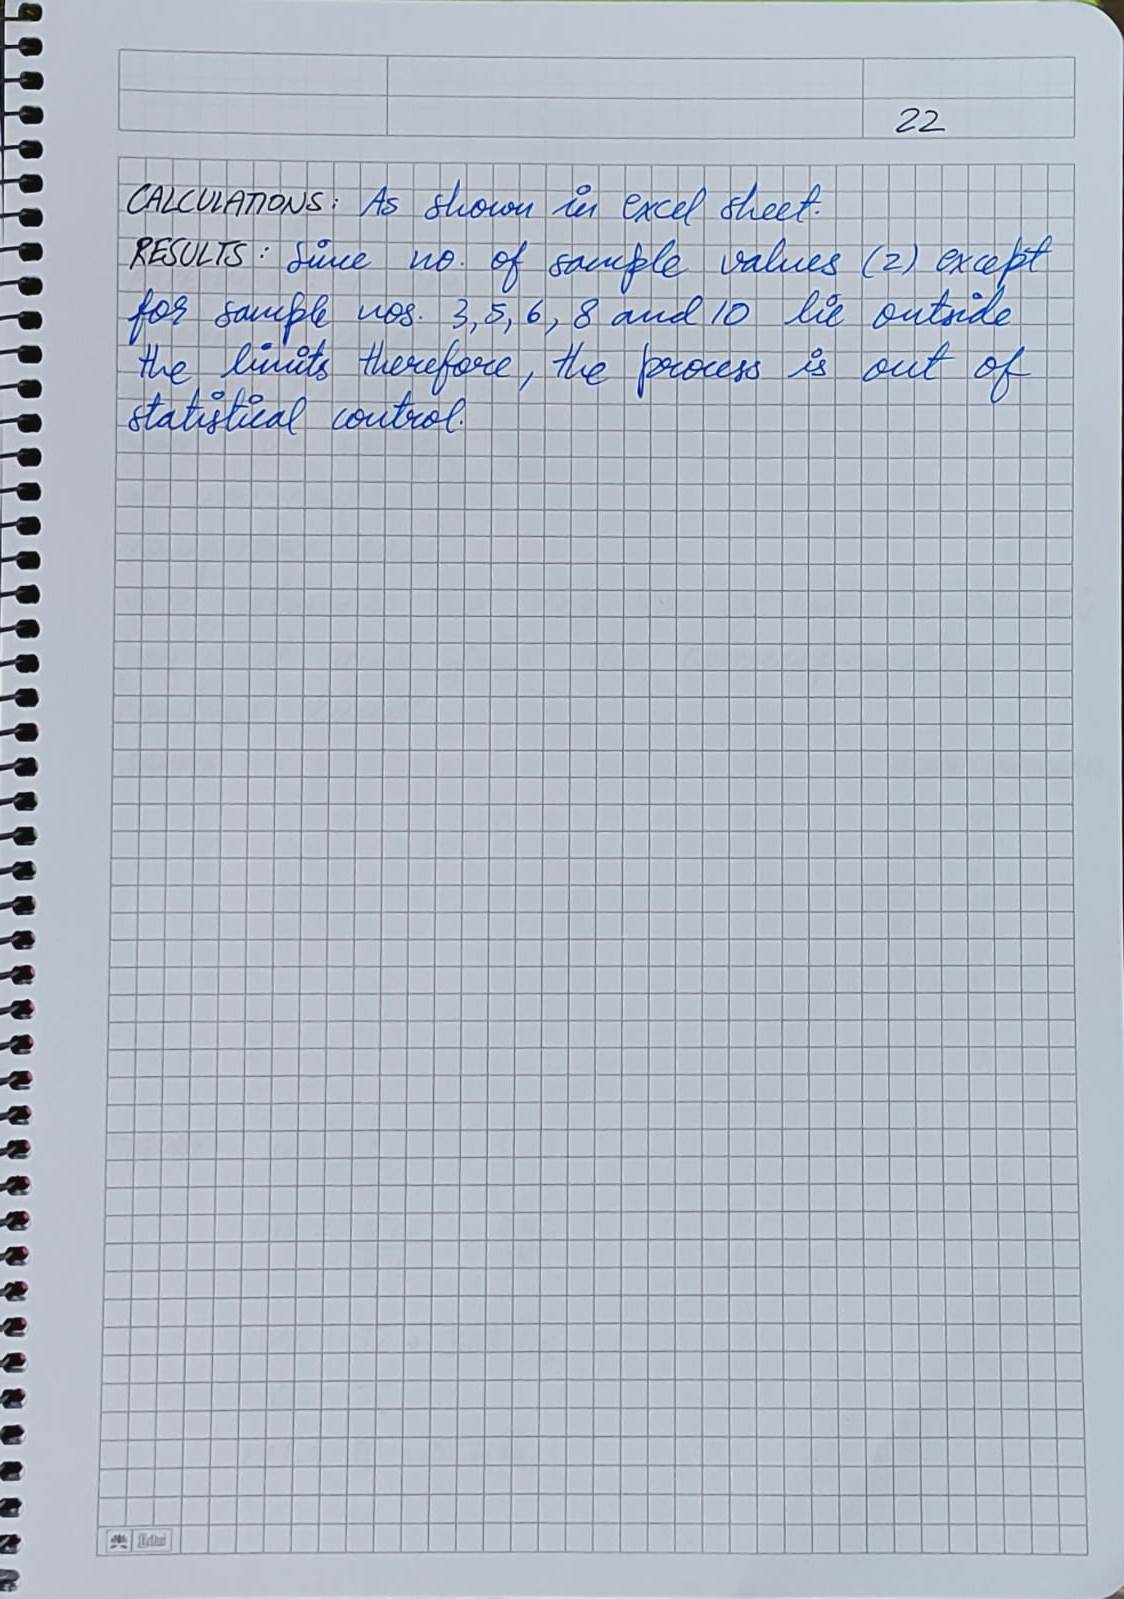 22
CALCULATIONS: As shown in excel sheet.
RESULTS: Since no. of sample values (2) except
for sample nos. 3, 5, 6, 8 and 10 lie outside
the limits therefore, the process is out of
statistical control.